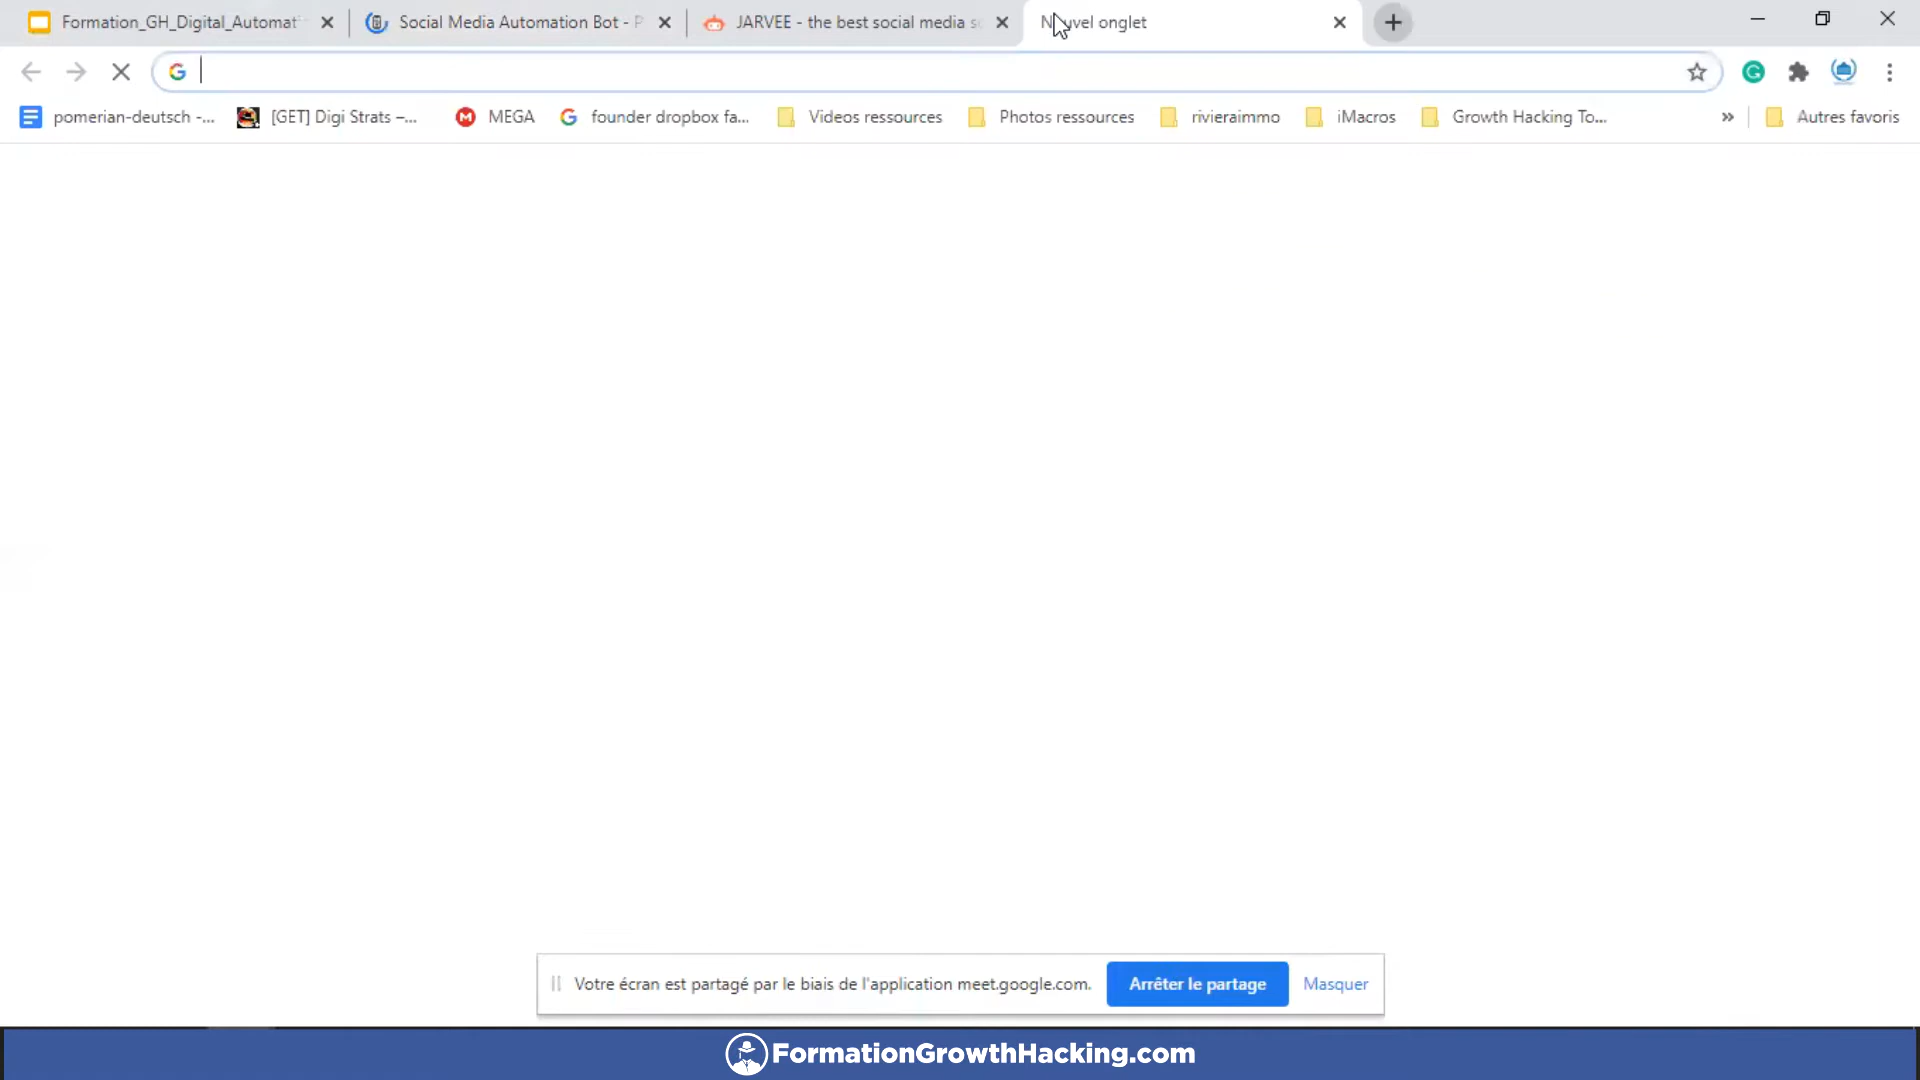 Formation_GH_Digital_Automat
Social Media Automation Bot - P
JARVEE - the best social media s
Nouvel onglet
pomerian-deutsch -...
[GET] Digi Strats –...
MEGA
founder dropbox fa...
Videos ressources
Photos ressources
rivieraimmo
iMacros
Growth Hacking To...
»
Autres favoris
Votre écran est partagé par le biais de l'application meet.google.com.
Arrêter le partage
Masquer
FormationGrowthHacking.com